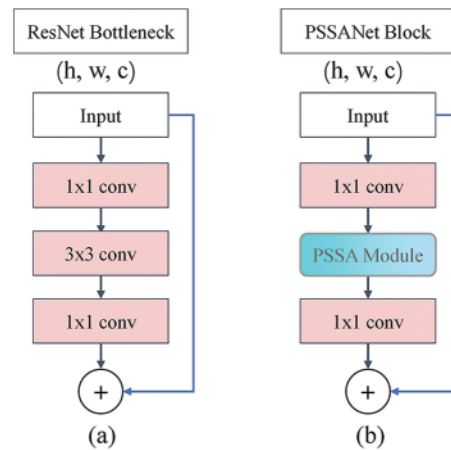 ResNet Bottleneck
(h, w, c)
Input
1x1 conv
3x3 conv
1x1 conv
+
(a)
PSSANet Block
(h, w, c)
Input
1x1 conv
PSSA Module
1x1 conv
+
(b)